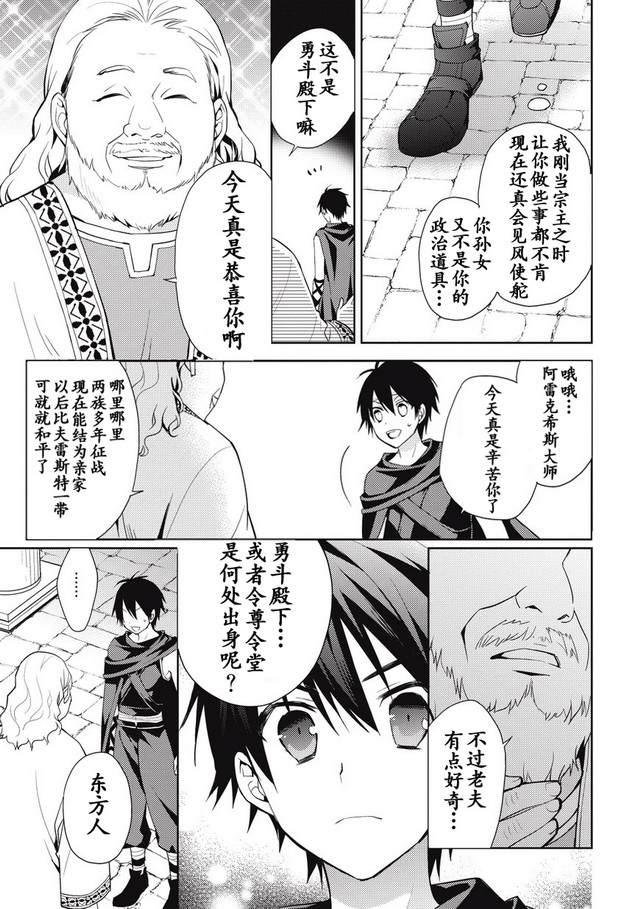 我刚当宗主之时
让你做些事都不肯
现在还真会见风使舵
你孙女
又不是你的
政治道具…
这不是
勇斗殿下嘛
今天真是恭喜你啊
哦哦…
阿雷克希斯大师
今天真是辛苦你了
哪里哪里
两族多年征战
现在能结为亲家
以后比夫雷斯特一带
可就就和平了
不过老夫
有点好奇…
勇斗殿下…
或者令尊令堂
是何处出身呢？
……
东方人